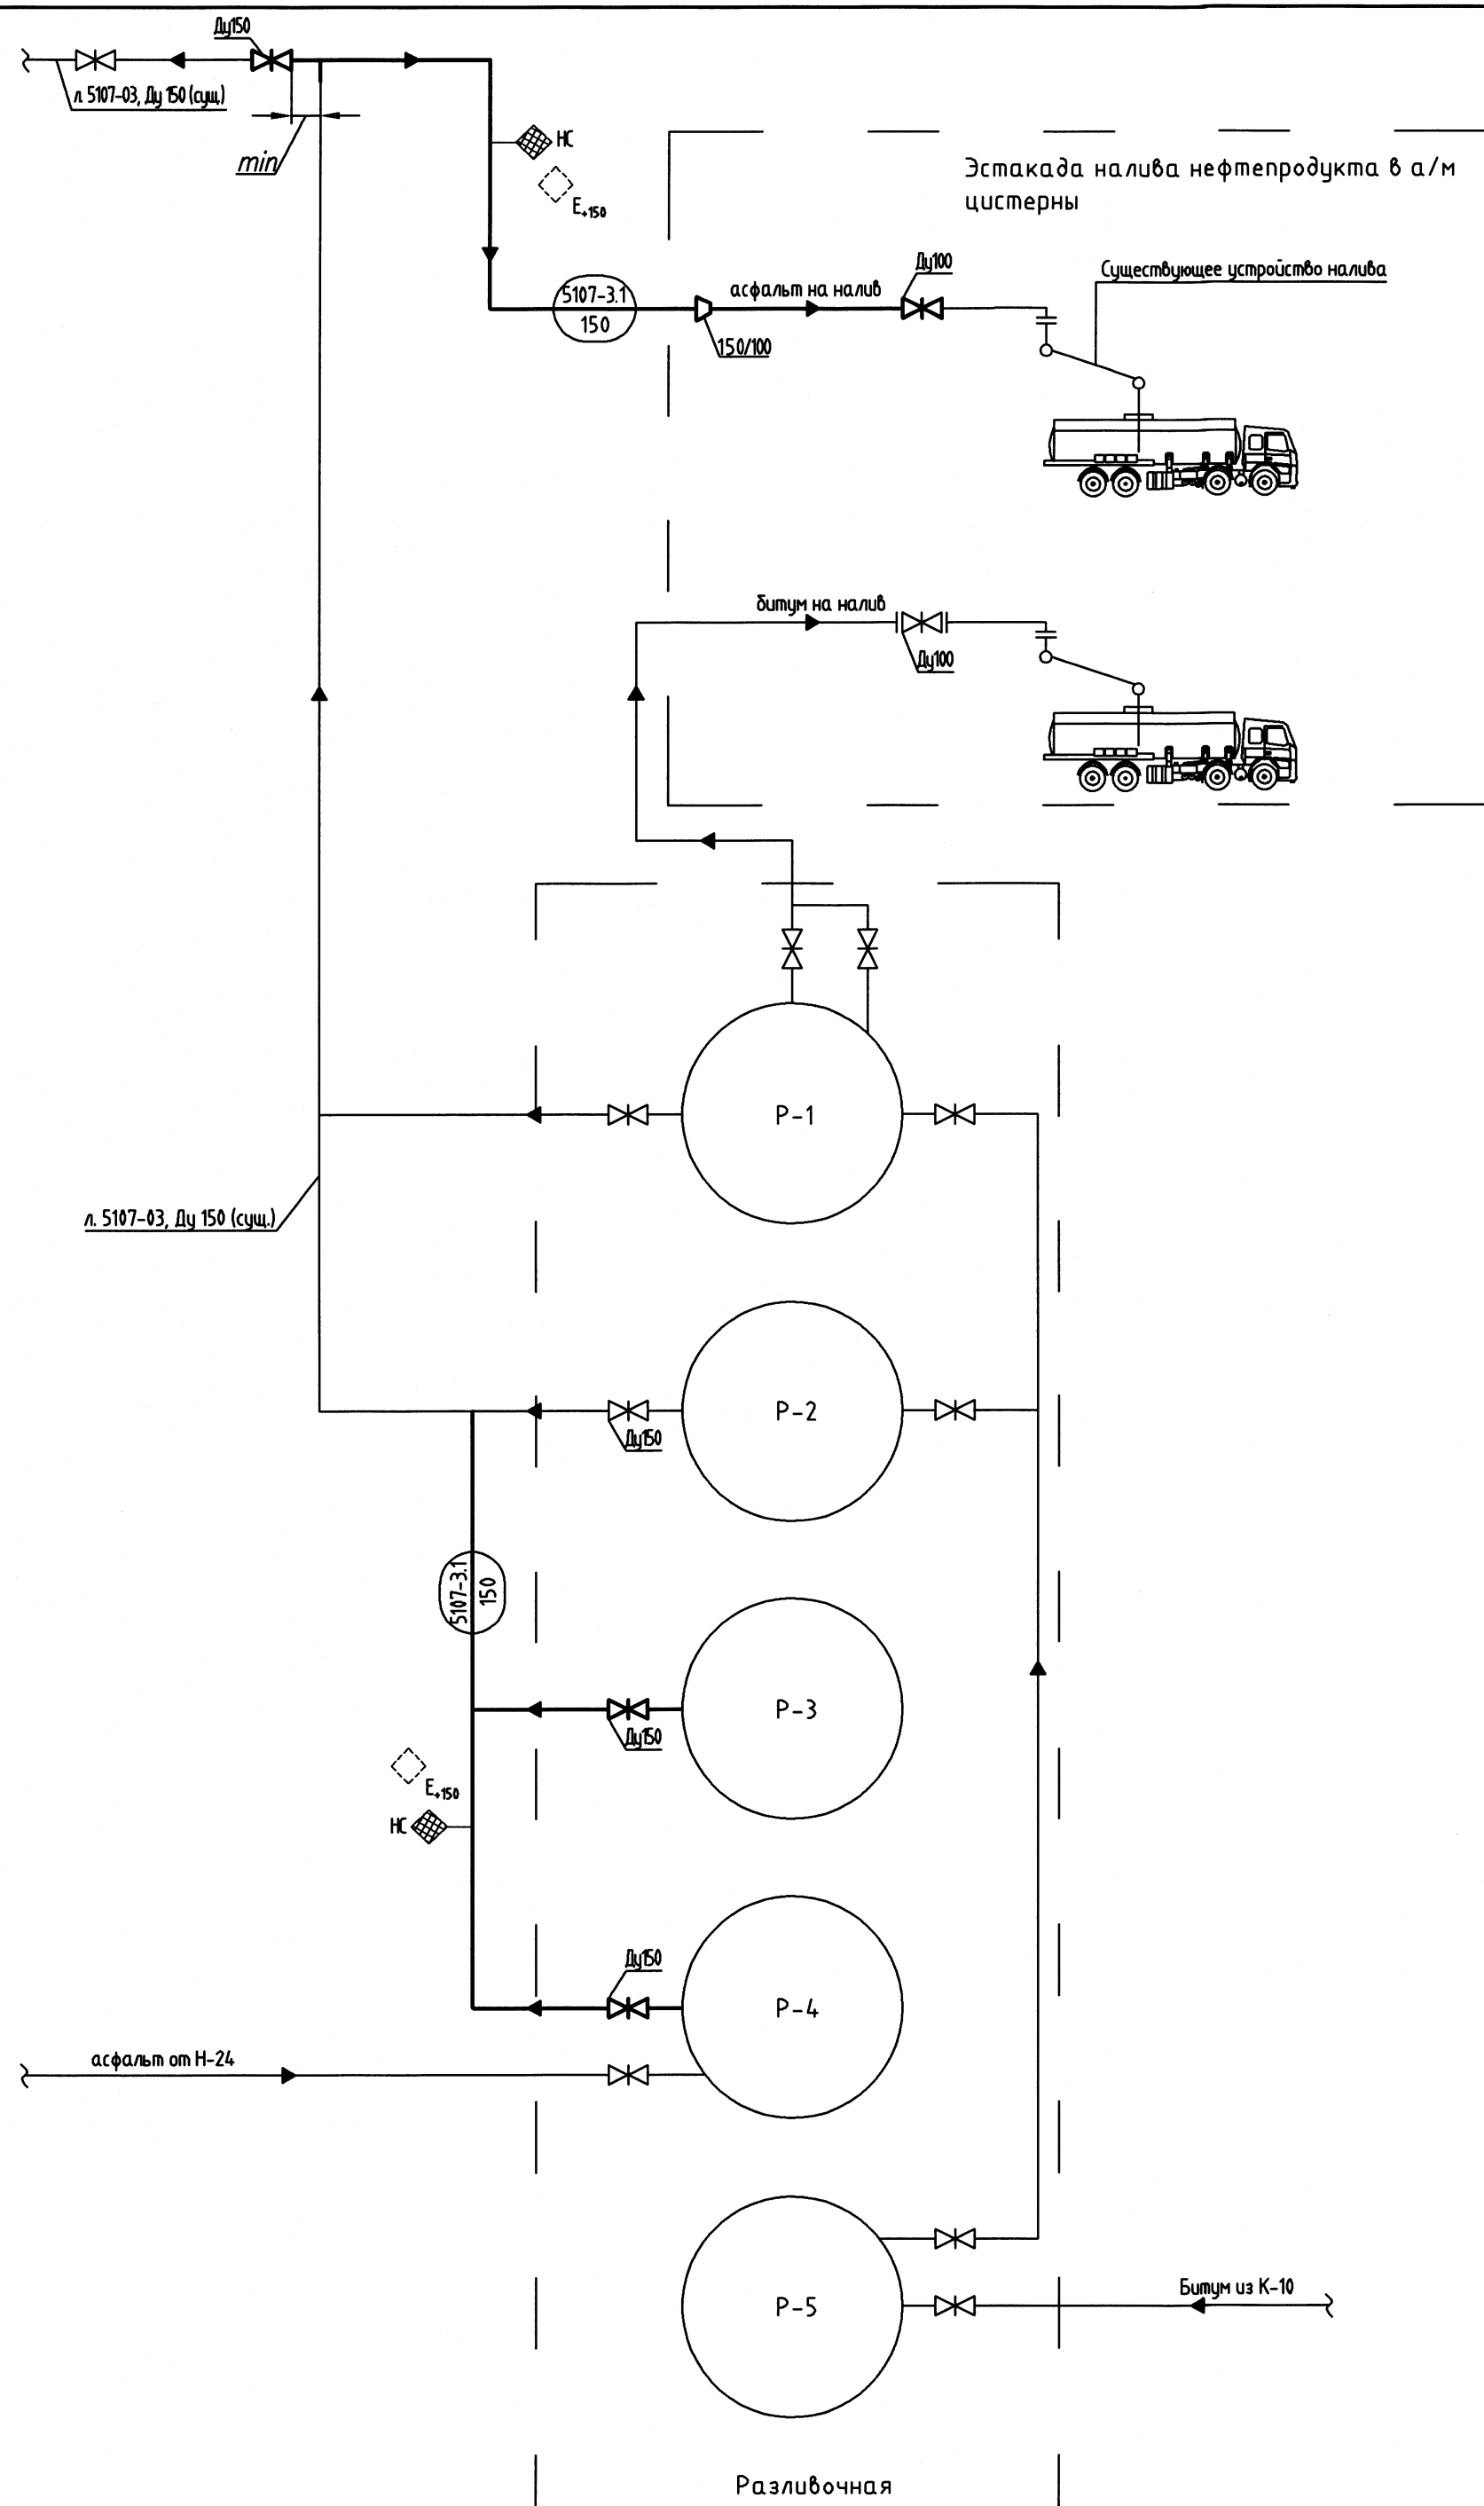 Ду150
л. 5107-03, Ду 150 (сущ.)
min
НС
Е+150
Эстакада налива нефтепродукта в а/м
цистерны
5107-3.1
150
асфальт на налив
Ду100
Существующее устройство налива
150/100
битум на налив
Ду100
Р-1
л. 5107-03, Ду 150 (сущ.)
Р-2
Ду150
5107-3.1
150
Р-3
Ду150
Е+150
НС
Ду150
Р-4
асфальт от Н-24
Битум из К-10
Р-5
Разливочная